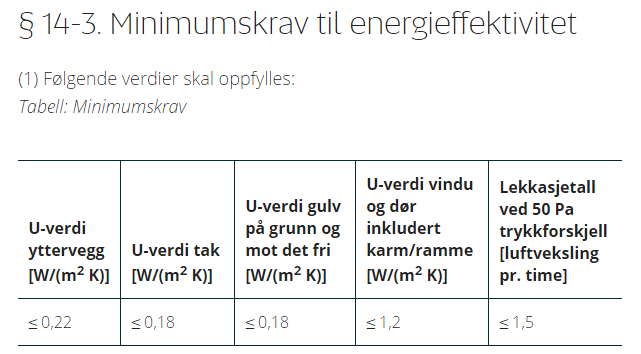 § 14-3. Minimumskrav til energieffektivitet
(1) Følgende verdier skal oppfylles:
Tabell: Minimumskrav
U-verdi
yttervegg
[W/(m² K)]
U-verdi tak
[W/(m² K)]
U-verdi gulv
på grunn og
mot det fri
[W/(m² K)]
U-verdi vindu
og dør
inkludert
karm/ramme
[W/(m² K)]
Lekkasjetall
ved 50 Pa
trykkforskjell
[luftveksling
pr. time]
≤ 0,22
≤ 0,18
≤ 0,18
≤ 1,2
≤ 1,5